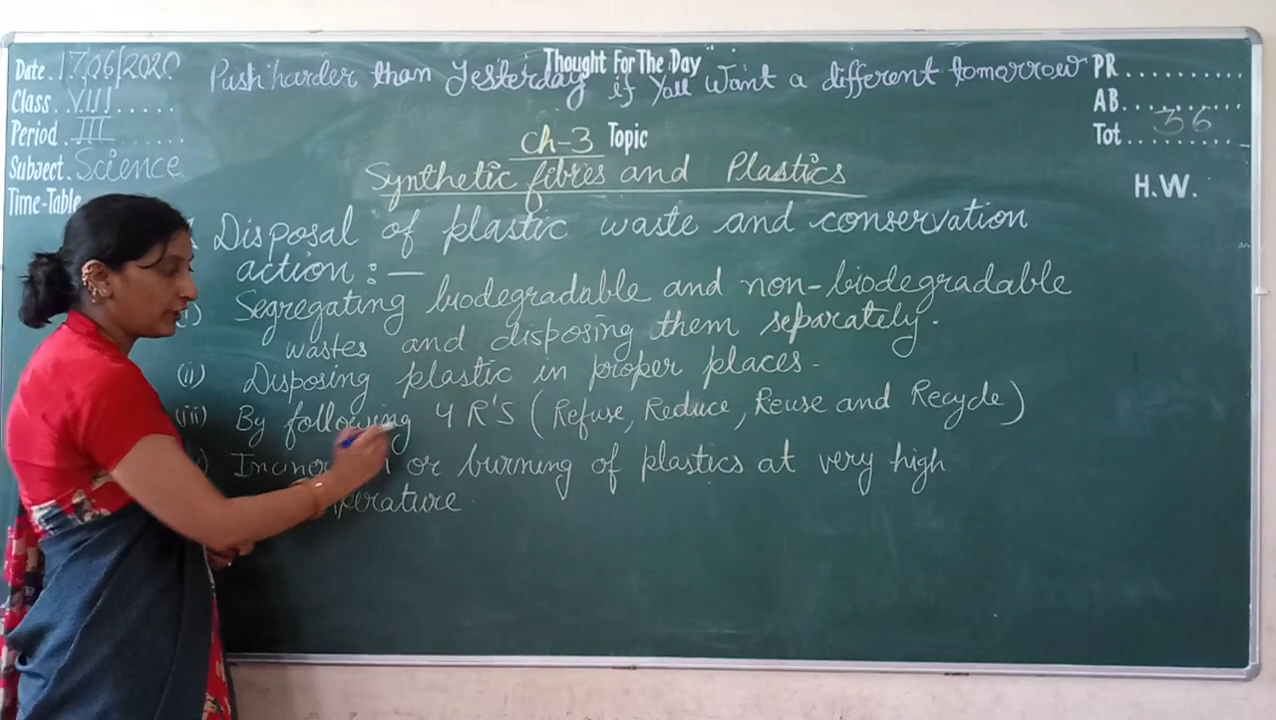 Thought For The Day
Date. 17/06/2020
Push harder than yesterday if you want a different tomorrow
PR
Class. VIII
AB.
Period. III
Ch-3 Topic
Tot. 36
Subject. Science
Synthetic fibres and Plastics
H.W.
Time-Table
Disposal of plastic waste and conservation
action : —
Segregating biodegradable and non-biodegradable
wastes and disposing them separately.
(ii) Disposing plastic in proper places.
(iii) By following 4 R'S (Refuse, Reduce, Reuse and Recycle)
or burning of plastics at very high